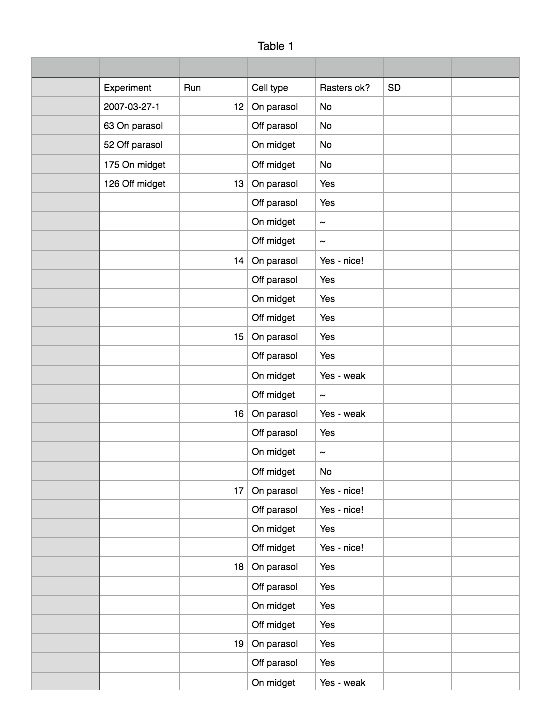 Table 1
Experiment Run Cell type Rasters ok? SD
2007-03-27-1 12 On parasol No
63 On parasol Off parasol No
52 Off parasol On midget No
175 On midget Off midget No
126 Off midget 13 On parasol Yes
Off parasol Yes
On midget ~
Off midget ~
14 On parasol Yes - nice!
Off parasol Yes
On midget Yes
Off midget Yes
15 On parasol Yes
Off parasol Yes
On midget Yes - weak
Off midget ~
16 On parasol Yes - weak
Off parasol Yes
On midget ~
Off midget No
17 On parasol Yes - nice!
Off parasol Yes - nice!
On midget Yes
Off midget Yes - nice!
18 On parasol Yes
Off parasol Yes
On midget Yes
Off midget Yes
19 On parasol Yes
Off parasol Yes
On midget Yes - weak